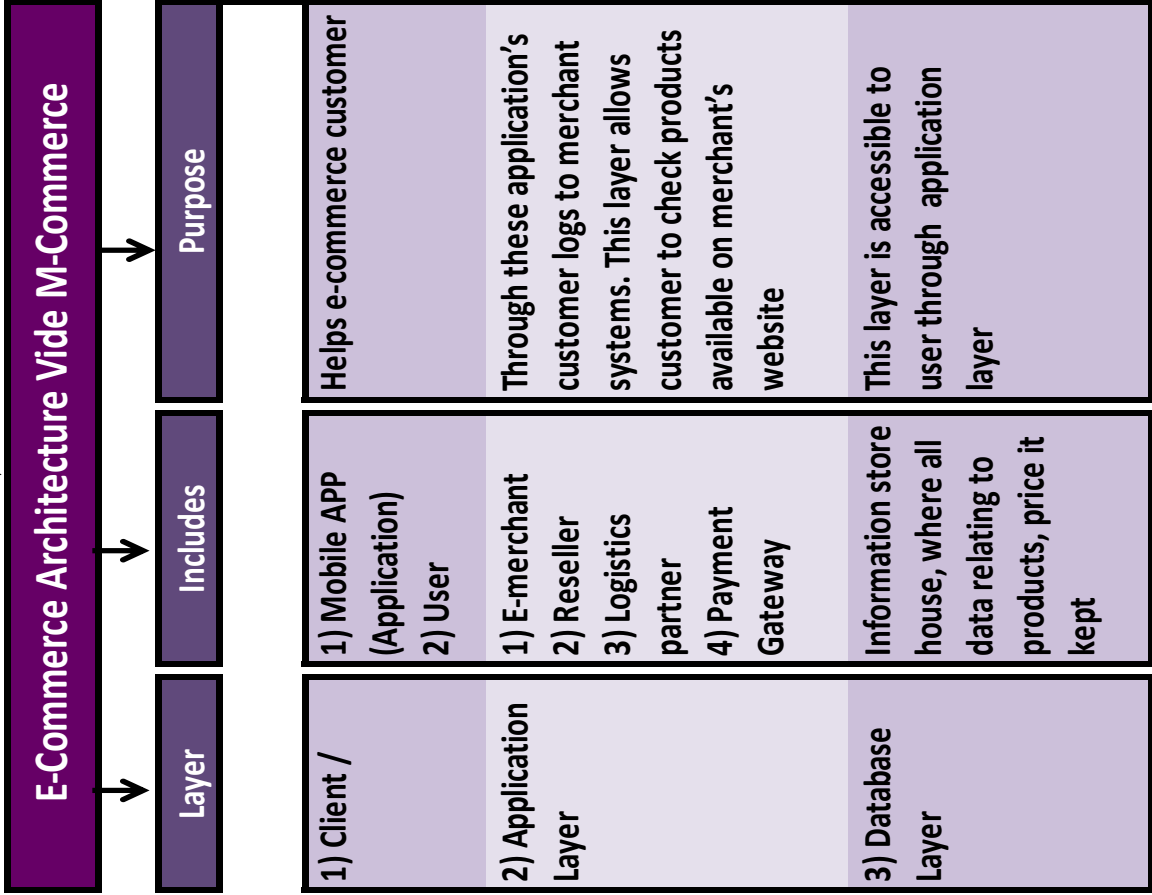 E-Commerce Architecture Vide M-Commerce
Layer
Includes
Purpose
1) Client /
1) Mobile APP
(Application)
2) User
Helps e-commerce customer
2) Application
Layer
1) E-merchant
2) Reseller
3) Logistics
partner
4) Payment
Gateway
Through these application's
customer logs to merchant
systems. This layer allows
customer to check products
available on merchant's
website
3) Database
Layer
Information store
house, where all
data relating to
products, price it
kept
This layer is accessible to
user through application
layer